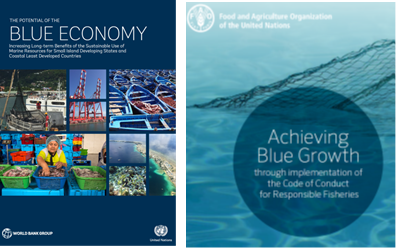 THE POTENTIAL OF THE
BLUE ECONOMY
Increasing Long-term Benefits of the Sustainable Use of
Marine Resources for Small Island Developing States and
Coastal Least Developed Countries
WORLD BANK GROUP
United Nations
Food and Agriculture Organization
of the United Nations
Achieving
Blue Growth
through implementation of
the Code of Conduct
for Responsible Fisheries